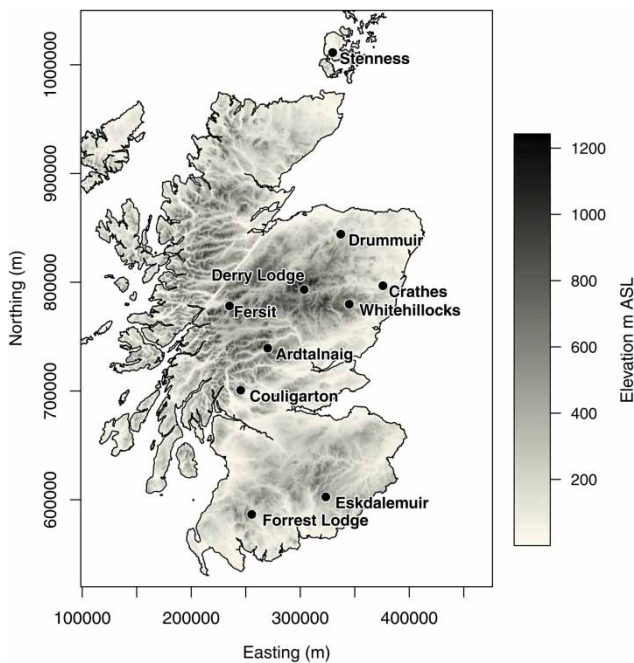 Stenness
Drummuir
Derry Lodge
Crathes
Whitehillocks
Fersit
Ardtalnaig
Couligarton
Eskdalemuir
Forrest Lodge
Northing (m)
1000000
900000
800000
700000
600000
100000 200000 300000 400000
Easting (m)
1200
1000
800
600
400
200
Elevation m ASL